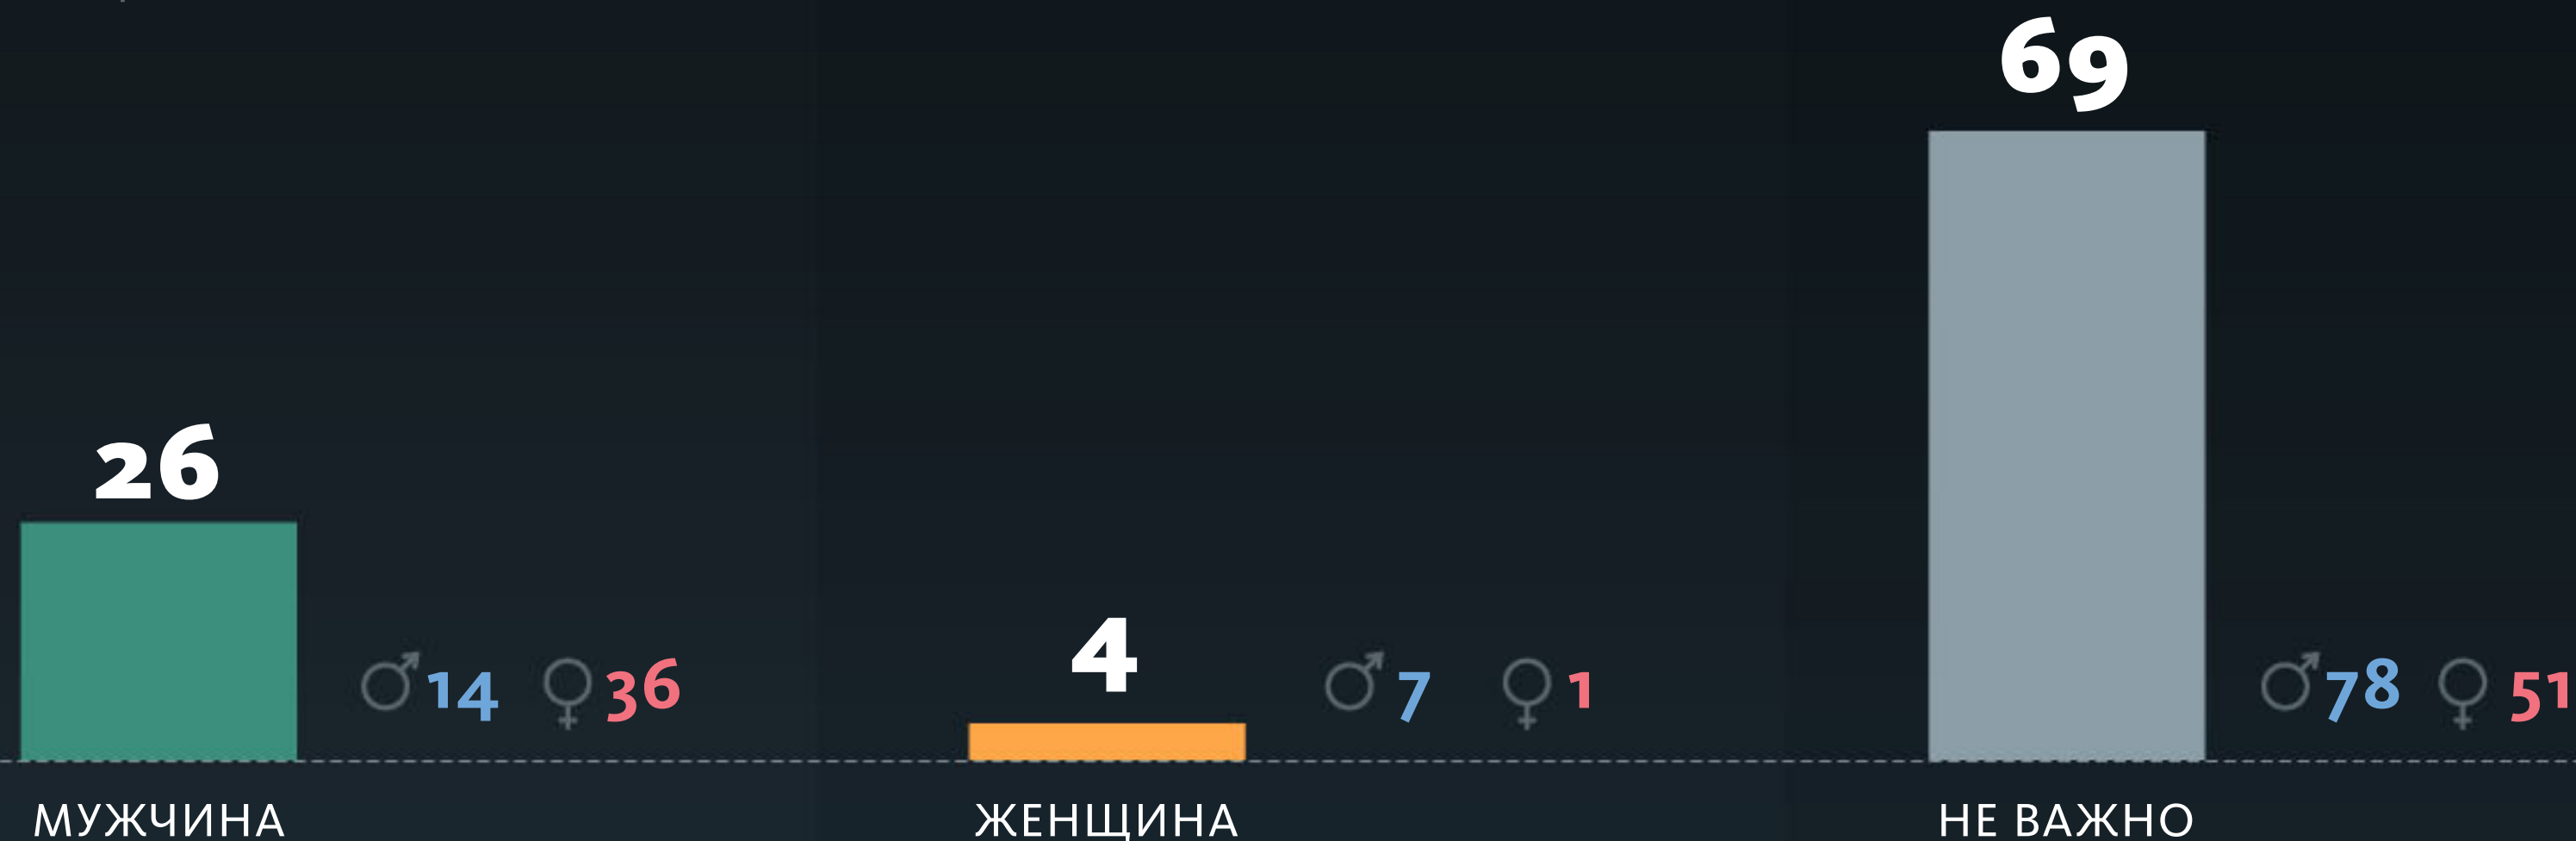 69
26
4
♂14 ♀36
♂7 ♀1
♂78 ♀51
МУЖЧИНА
ЖЕНЩИНА
НЕ ВАЖНО